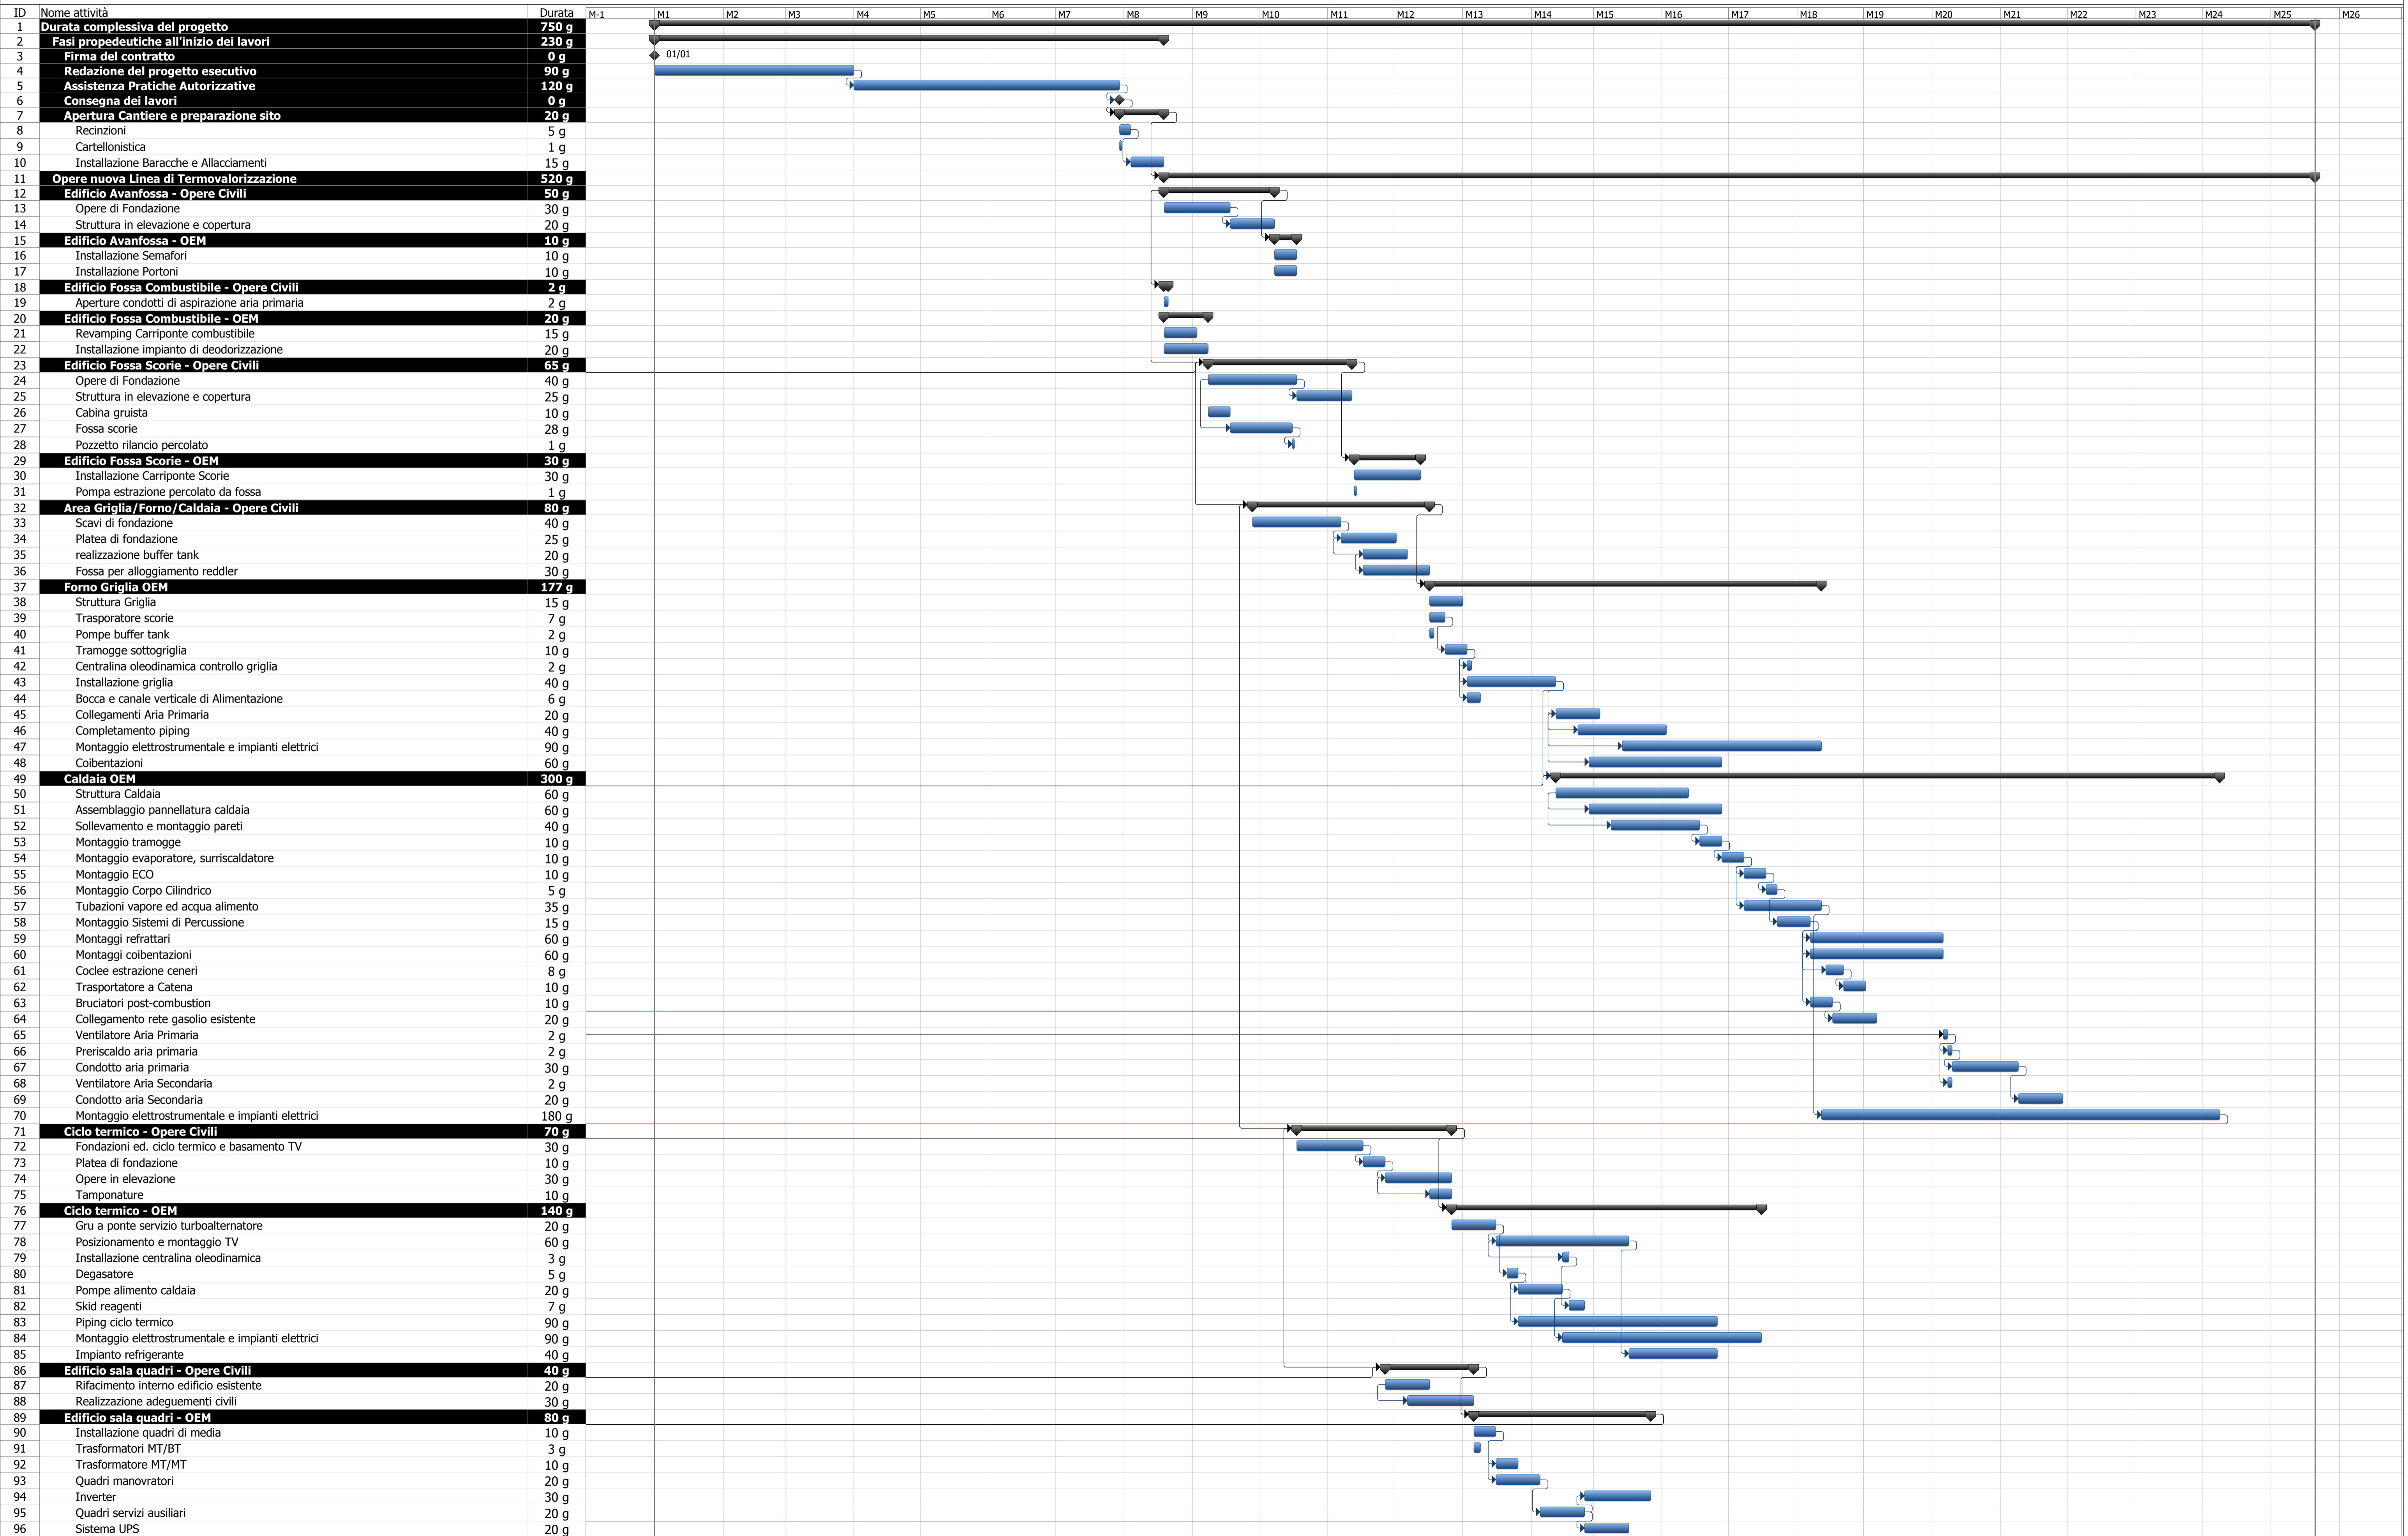 ID Nome attività Durata M-1 M1 M2 M3 M4 M5 M6 M7 M8 M9 M10 M11 M12 M13 M14 M15 M16 M17 M18 M19 M20 M21 M22 M23 M24 M25 M26
1 Durata complessiva del progetto 750 g
2 Fasi propedeutiche all'inizio dei lavori 230 g
3 Firma del contratto 0 g 01/01
4 Redazione del progetto esecutivo 90 g
5 Assistenza Pratiche Autorizzative 120 g
6 Consegna dei lavori 0 g
7 Apertura Cantiere e preparazione sito 20 g
8 Recinzioni 5 g
9 Cartellonistica 1 g
10 Installazione Baracche e Allacciamenti 15 g
11 Opere nuova Linea di Termovalorizzazione 520 g
12 Edificio Avanfossa - Opere Civili 50 g
13 Opere di Fondazione 30 g
14 Struttura in elevazione e copertura 20 g
15 Edificio Avanfossa - OEM 10 g
16 Installazione Semafori 10 g
17 Installazione Portoni 10 g
18 Edificio Fossa Combustibile - Opere Civili 2 g
19 Aperture condotti di aspirazione aria primaria 2 g
20 Edificio Fossa Combustibile - OEM 20 g
21 Revamping Carriponte combustibile 15 g
22 Installazione impianto di deodorizzazione 20 g
23 Edificio Fossa Scorie - Opere Civili 65 g
24 Opere di Fondazione 40 g
25 Struttura in elevazione e copertura 25 g
26 Cabina gruista 10 g
27 Fossa scorie 28 g
28 Pozzetto rilancio percolato 1 g
29 Edificio Fossa Scorie - OEM 30 g
30 Installazione Carriponte Scorie 30 g
31 Pompa estrazione percolato da fossa 1 g
32 Area Griglia/Forno/Caldaia - Opere Civili 80 g
33 Scavi di fondazione 40 g
34 Platea di fondazione 25 g
35 realizzazione buffer tank 20 g
36 Fossa per alloggiamento reddler 30 g
37 Forno Griglia OEM 177 g
38 Struttura Griglia 15 g
39 Trasporatore scorie 7 g
40 Pompe buffer tank 2 g
41 Tramogge sottogriglia 10 g
42 Centralina oleodinamica controllo griglia 2 g
43 Installazione griglia 40 g
44 Bocca e canale verticale di Alimentazione 6 g
45 Collegamenti Aria Primaria 20 g
46 Completamento piping 40 g
47 Montaggio elettrostrumentale e impianti elettrici 90 g
48 Coibentazioni 60 g
49 Caldaia OEM 300 g
50 Struttura Caldaia 60 g
51 Assemblaggio pannellatura caldaia 60 g
52 Sollevamento e montaggio pareti 40 g
53 Montaggio tramogge 10 g
54 Montaggio evaporatore, surriscaldatore 10 g
55 Montaggio ECO 10 g
56 Montaggio Corpo Cilindrico 5 g
57 Tubazioni vapore ed acqua alimento 35 g
58 Montaggio Sistemi di Percussione 15 g
59 Montaggi refrattari 60 g
60 Montaggi coibentazioni 60 g
61 Coclee estrazione ceneri 8 g
62 Trasportatore a Catena 10 g
63 Bruciatori post-combustion 10 g
64 Collegamento rete gasolio esistente 20 g
65 Ventilatore Aria Primaria 2 g
66 Preriscaldo aria primaria 2 g
67 Condotto aria primaria 30 g
68 Ventilatore Aria Secondaria 2 g
69 Condotto aria Secondaria 20 g
70 Montaggio elettrostrumentale e impianti elettrici 180 g
71 Ciclo termico - Opere Civili 70 g
72 Fondazioni ed. ciclo termico e basamento TV 30 g
73 Platea di fondazione 10 g
74 Opere in elevazione 30 g
75 Tamponature 10 g
76 Ciclo termico - OEM 140 g
77 Gru a ponte servizio turboalternatore 20 g
78 Posizionamento e montaggio TV 60 g
79 Installazione centralina oleodinamica 3 g
80 Degasatore 5 g
81 Pompe alimento caldaia 20 g
82 Skid reagenti 7 g
83 Piping ciclo termico 90 g
84 Montaggio elettrostrumentale e impianti elettrici 90 g
85 Impianto refrigerante 40 g
86 Edificio sala quadri - Opere Civili 40 g
87 Rifacimento interno edificio esistente 20 g
88 Realizzazione adeguementi civili 30 g
89 Edificio sala quadri - OEM 80 g
90 Installazione quadri di media 10 g
91 Trasformatori MT/BT 3 g
92 Trasformatore MT/MT 10 g
93 Quadri manovratori 20 g
94 Inverter 30 g
95 Quadri servizi ausiliari 20 g
96 Sistema UPS 20 g